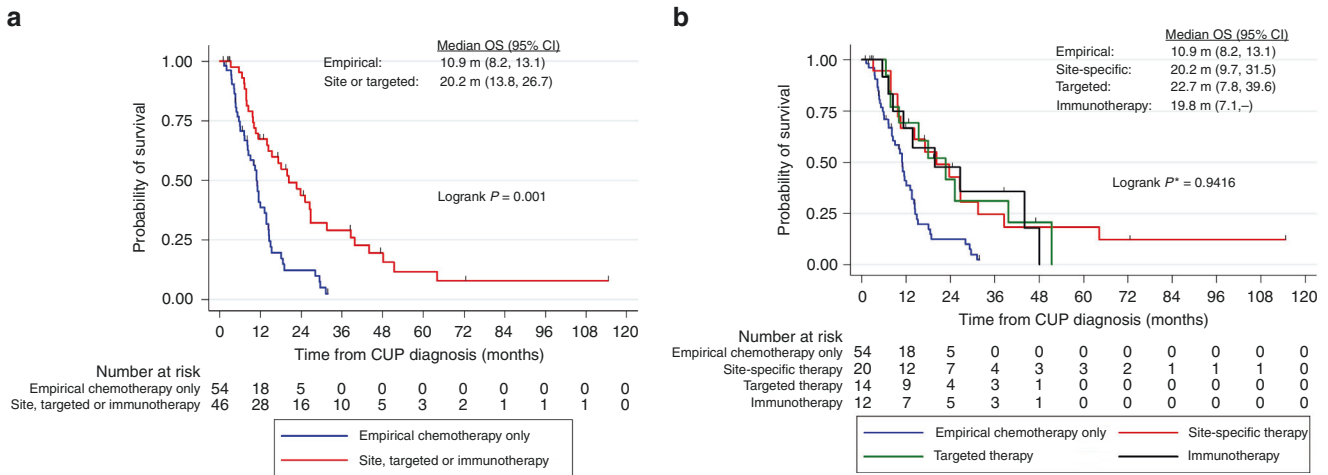 a
Median OS (95% CI)
Empirical: 10.9 m (8.2, 13.1)
Site or targeted: 20.2 m (13.8, 26.7)
1.00
0.75
0.50
0.25
0.00
Probability of survival
Logrank P = 0.001
0 12 24 36 48 60 72 84 96 108 120
Time from CUP diagnosis (months)
Number at risk
Empirical chemotherapy only 54 18 5 0 0 0 0 0 0 0 0
Site, targeted or immunotherapy 46 28 16 10 5 3 2 1 1 1 0
Empirical chemotherapy only
Site, targeted or immunotherapy
b
Median OS (95% CI)
Empirical: 10.9 m (8.2, 13.1)
Site-specific: 20.2 m (9.7, 31.5)
Targeted: 22.7 m (7.8, 39.6)
Immunotherapy: 19.8 m (7.1,–)
1.00
0.75
0.50
0.25
0.00
Probability of survival
Logrank P* = 0.9416
0 12 24 36 48 60 72 84 96 108 120
Time from CUP diagnosis (months)
Number at risk
Empirical chemotherapy only 54 18 5 0 0 0 0 0 0 0 0
Site-specific therapy 20 12 7 4 3 3 2 1 1 1 0
Targeted therapy 14 9 4 3 1 0 0 0 0 0 0
Immunotherapy 12 7 5 3 1 0 0 0 0 0 0
Empirical chemotherapy only Site-specific therapy
Targeted therapy Immunotherapy